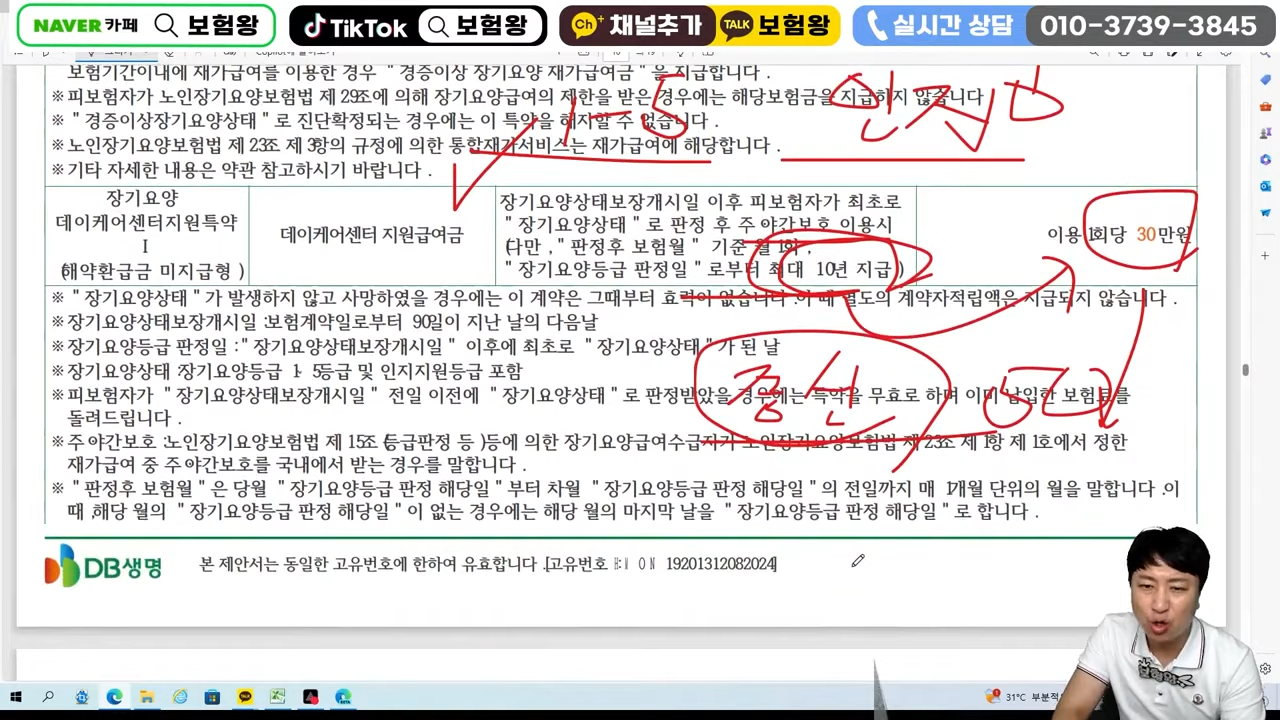 NAVER 카페 보험왕 TikTok 보험왕 Ch+ 채널추가 TALK 보험왕 실시간 상담 010-3739-3845
보험기간이내에 재가급여를 이용한 경우 "경증이상 장기요양 재가급여금"을 지급합니다.
※피보험자가 노인장기요양보험법 제 29조에 의해 장기요양급여의 제한을 받은 경우에는 해당보험금을 지급하지 않습니다
※"경증이상장기요양상태"로 진단확정되는 경우에는 이 특약을 해지할 수 없습니다.
※노인장기요양보험법 제 23조 제 3항의 규정에 의한 통합재가서비스는 재가급여에 해당합니다.
※기타 자세한 내용은 약관 참고하시기 바랍니다.
1-5
인지
장기요양
데이케어센터지원특약
I
(해약환급금 미지급형)
데이케어센터 지원급여금
장기요양상태보장개시일 이후 피보험자가 최초로
"장기요양상태"로 판정 후 주·야간보호 이용시
(다만, "판정후 보험월" 기준 월 1회,
"장기요양등급 판정일"로부터 최대 10년 지급)
이용 1회당 30만원
※"장기요양상태"가 발생하지 않고 사망하였을 경우에는 이 계약은 그때부터 효력이 없습니다. 이 때 별도의 계약자적립액은 지급되지 않습니다.
※장기요양상태보장개시일:보험계약일로부터 90일이 지난 날의 다음날
※장기요양등급 판정일:"장기요양상태보장개시일" 이후에 최초로 "장기요양상태"가 된 날
※장기요양상태 장기요양등급 1~5등급 및 인지지원등급 포함
※피보험자가 "장기요양상태보장개시일" 전일 이전에 "장기요양상태"로 판정받았을 경우에는 특약을 무효로 하며 이미 납입한 보험료를
돌려드립니다.
※주·야간보호:노인장기요양보험법 제 15조(등급판정 등)등에 의한 장기요양급여수급자가 노인장기요양보험법 제 23조 제 1항 제 1호에서 정한
재가급여 중 주·야간보호를 국내에서 받는 경우를 말합니다.
※"판정후 보험월"은 당월 "장기요양등급 판정 해당일"부터 차월 "장기요양등급 판정 해당일"의 전일까지 매 1개월 단위의 월을 말합니다. 이
때,해당 월의 "장기요양등급 판정 해당일"이 없는 경우에는 해당 월의 마지막 날을 "장기요양등급 판정 해당일"로 합니다.
종신
DB생명
본 제안서는 동일한 고유번호에 한하여 유효합니다.[고유번호 19201312082024]
보험왕
31°C